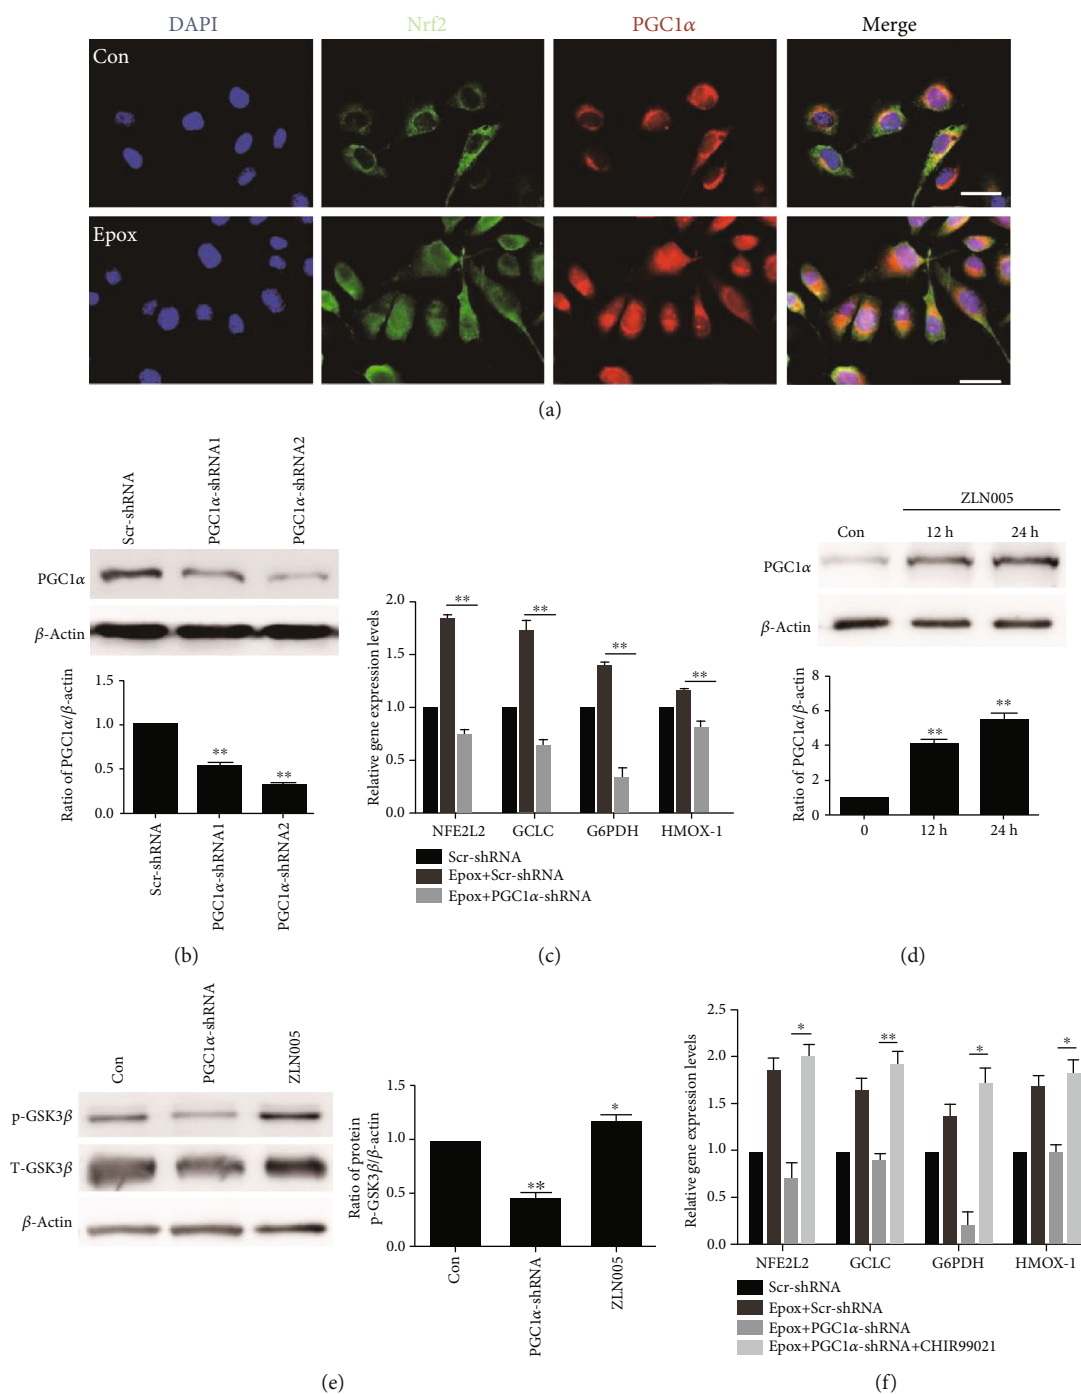 DAPI Nrf2 PGC1α Merge
Con
Epox
(a)
Scr-shRNA PGC1α-shRNA1 PGC1α-shRNA2
PGC1α
β-Actin
Ratio of PGC1α/β-actin
1.5
1.0
0.5
0.0
** **
Scr-shRNA PGC1α-shRNA1 PGC1α-shRNA2
(b)
Relative gene expression levels
2.0
1.5
1.0
0.5
0.0
** ** ** **
NFE2L2 GCLC G6PDH HMOX-1
Scr-shRNA
Epox+Scr-shRNA
Epox+PGC1α-shRNA
(c)
ZLN005
Con 12 h 24 h
PGC1α
β-Actin
Ratio of PGC1α/β-actin
8
6
4
2
0
** **
0 12 h 24 h
(d)
Con PGC1α-shRNA ZLN005
p-GSK3β
T-GSK3β
β-Actin
Ratio of protein
p-GSK3β/β-actin
1.5
1.0
0.5
0.0
** *
Con PGC1α-shRNA ZLN005
(e)
Relative gene expression levels
2.5
2.0
1.5
1.0
0.5
0.0
* ** * *
NFE2L2 GCLC G6PDH HMOX-1
Scr-shRNA
Epox+Scr-shRNA
Epox+PGC1α-shRNA
Epox+PGC1α-shRNA+CHIR99021
(f)